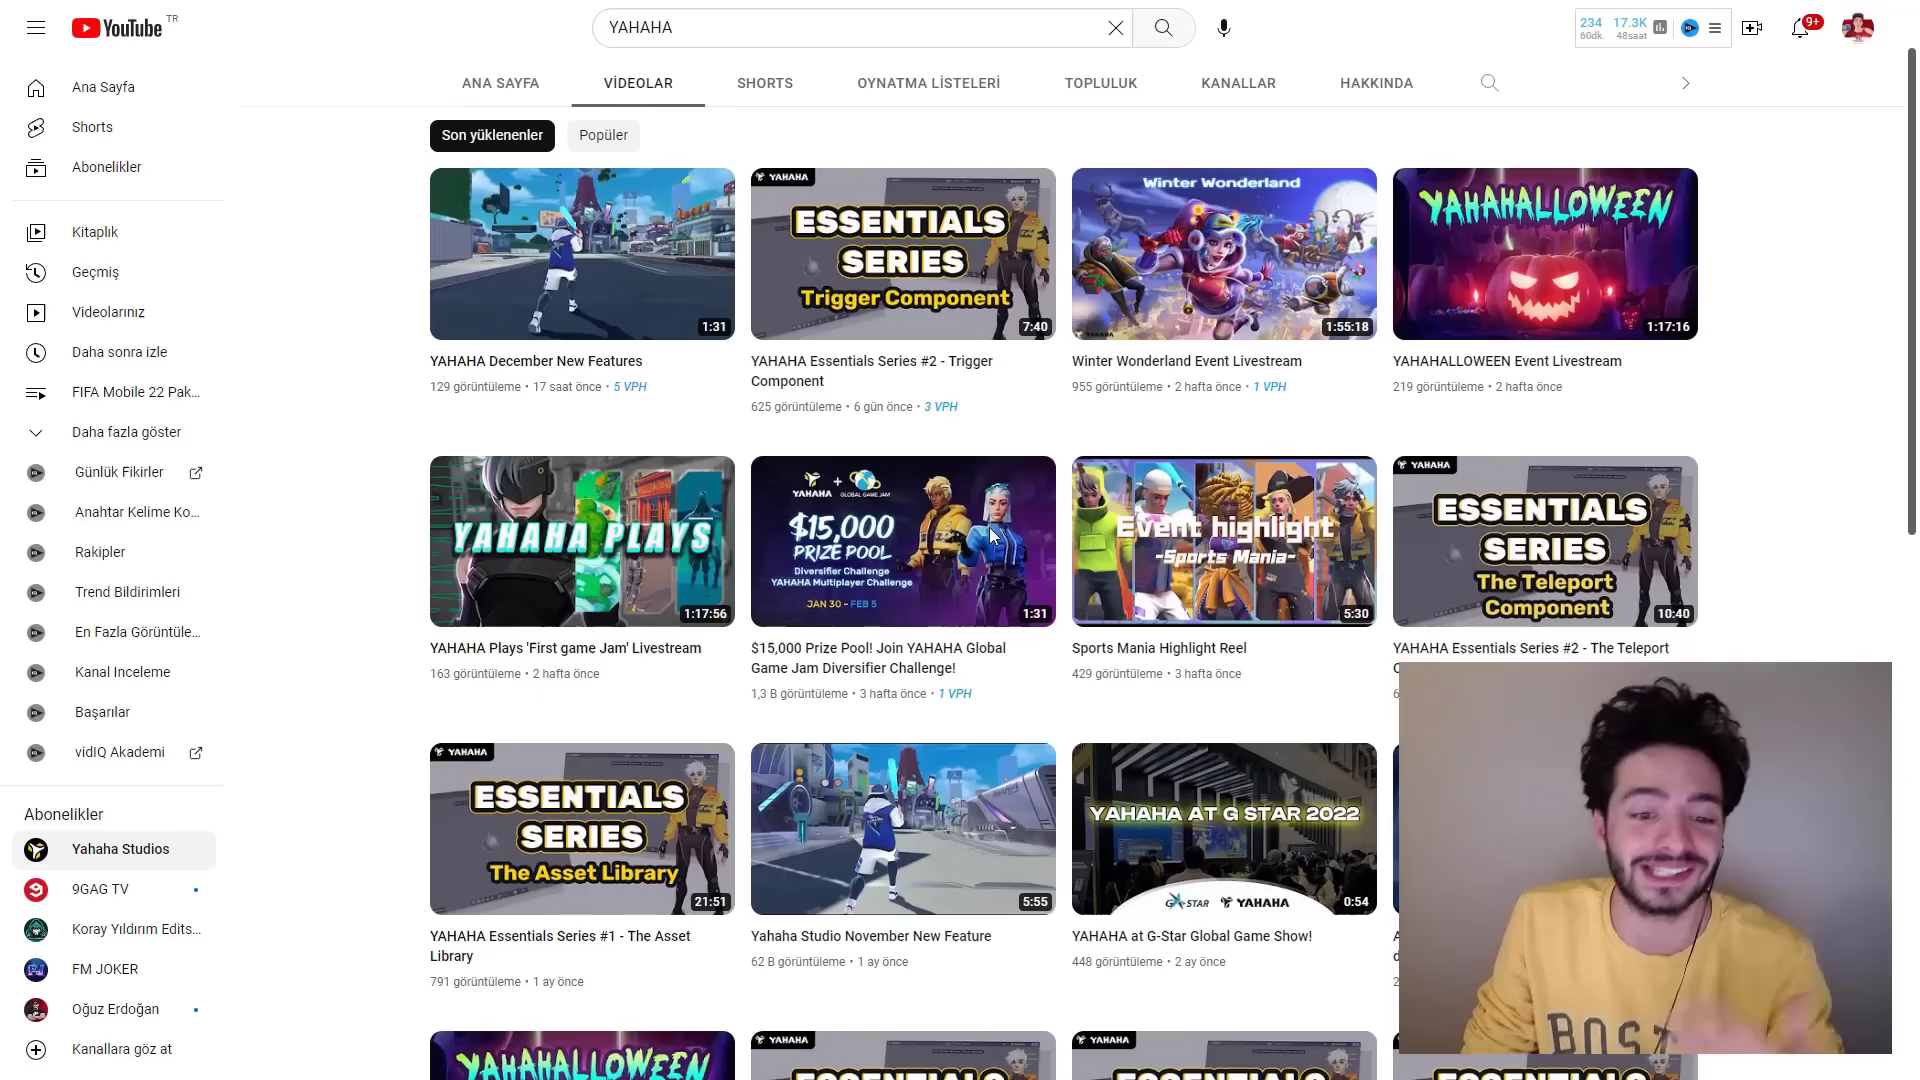 YouTube TR
YAHAHA
234 17.3K
60dk. 48saat
9+
Ana Sayfa
Shorts
Abonelikler
Kitaplık
Geçmiş
Videolarınız
Daha sonra izle
FIFA Mobile 22 Pak...
Daha fazla göster
Günlük Fikirler
Anahtar Kelime Ko...
Rakipler
Trend Bildirimleri
En Fazla Görüntüle...
Kanal Inceleme
Başarılar
vidIQ Akademi
Abonelikler
Yahaha Studios
9GAG TV
Koray Yıldırım Edits...
FM JOKER
Oğuz Erdoğan
Kanallara göz at
ANA SAYFA VİDEOLAR SHORTS OYNATMA LİSTELERİ TOPLULUK KANALLAR HAKKINDA
Son yüklenenler Popüler
1:31
YAHAHA December New Features
129 görüntüleme • 17 saat önce • 5 VPH
YAHAHA
ESSENTIALS
SERIES
Trigger Component
7:40
YAHAHA Essentials Series #2 - Trigger
Component
625 görüntüleme • 6 gün önce • 3 VPH
Winter Wonderland
YAHAHA
1:55:18
Winter Wonderland Event Livestream
955 görüntüleme • 2 hafta önce • 1 VPH
YAHAHALLOWEEN
1:17:16
YAHAHALLOWEEN Event Livestream
219 görüntüleme • 2 hafta önce
YAHAHA PLAYS
1:17:56
YAHAHA Plays 'First game Jam' Livestream
163 görüntüleme • 2 hafta önce
YAHAHA + GLOBAL GAME JAM
$15,000
PRIZE POOL
Diversifier Challenge
YAHAHA Multiplayer Challenge
JAN 30 - FEB 5
1:31
$15,000 Prize Pool! Join YAHAHA Global
Game Jam Diversifier Challenge!
1,3 B görüntüleme • 3 hafta önce • 1 VPH
Event highlight
-Sports Mania-
5:30
Sports Mania Highlight Reel
429 görüntüleme • 3 hafta önce
YAHAHA
ESSENTIALS
SERIES
The Teleport
Component
10:40
YAHAHA Essentials Series #2 - The Teleport
YAHAHA
ESSENTIALS
SERIES
The Asset Library
21:51
YAHAHA Essentials Series #1 - The Asset
Library
791 görüntüleme • 1 ay önce
5:55
Yahaha Studio November New Feature
62 B görüntüleme • 1 ay önce
YAHAHA AT G STAR 2022
G STAR YAHAHA
0:54
YAHAHA at G-Star Global Game Show!
448 görüntüleme • 2 ay önce
YAHAHALLOWEEN
YAHAHA
ESSENTIALS
YAHAHA
ESSENTIALS